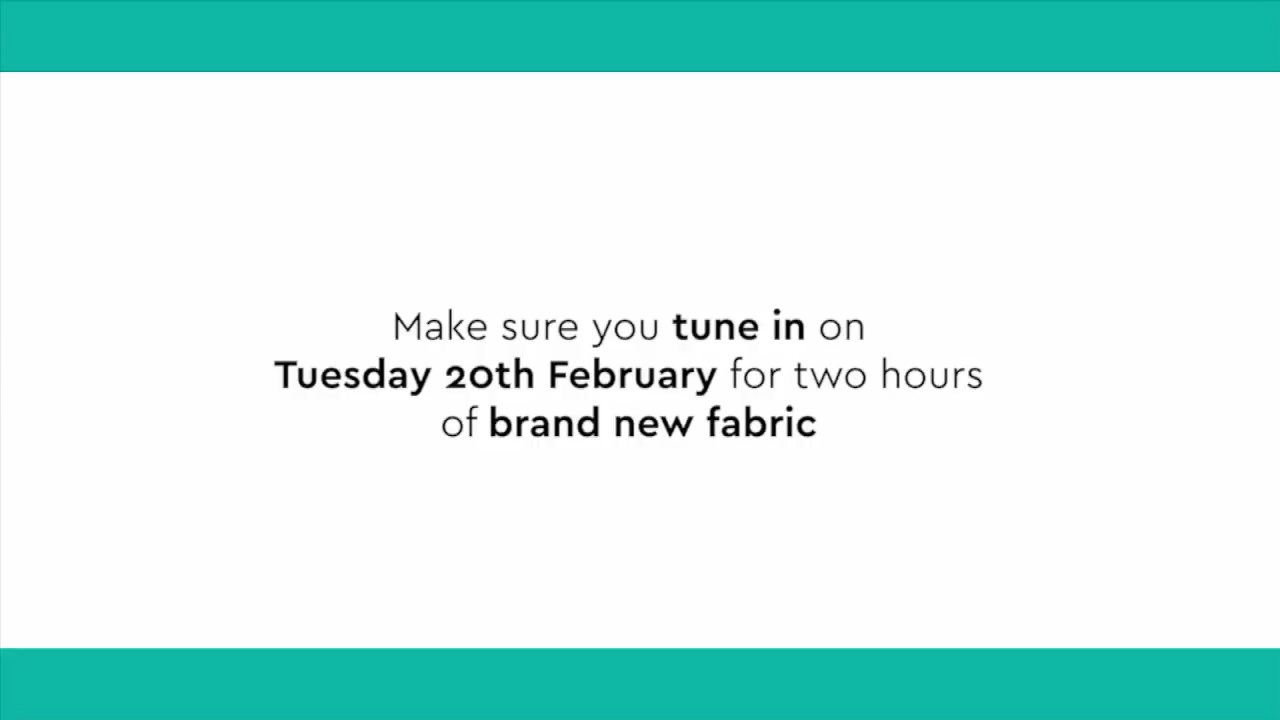 Make sure you tune in on
Tuesday 20th February for two hours
of brand new fabric